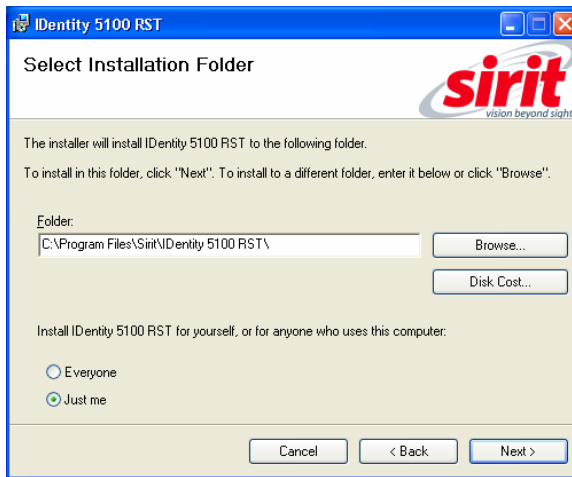 IDentity 5100 RST
Select Installation Folder
sirit
vision beyond sight
The installer will install IDentity 5100 RST to the following folder.
To install in this folder, click "Next". To install to a different folder, enter it below or click "Browse".
Folder:
C:\Program Files\Sirit\IDentity 5100 RST\
Browse...
Disk Cost...
Install IDentity 5100 RST for yourself, or for anyone who uses this computer:
Everyone
Just me
Cancel
< Back
Next >